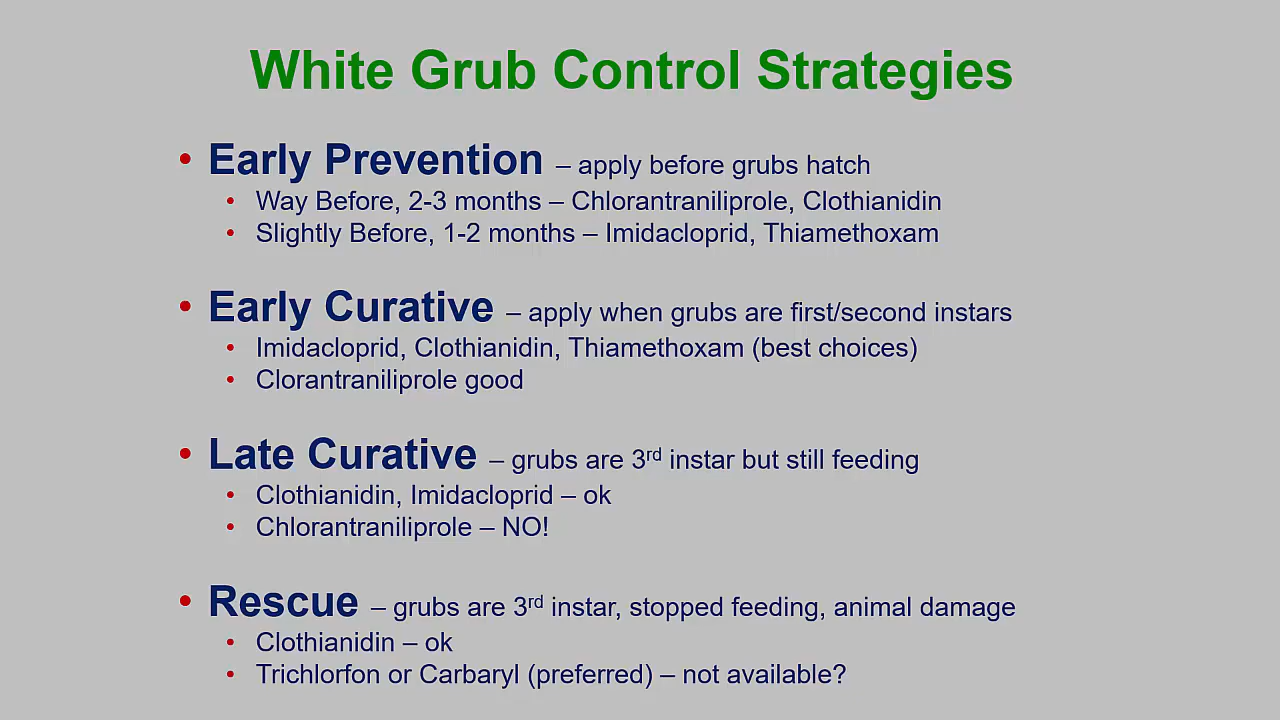 White Grub Control Strategies
• Early Prevention – apply before grubs hatch
• Way Before, 2-3 months – Chlorantraniliprole, Clothianidin
• Slightly Before, 1-2 months – Imidacloprid, Thiamethoxam
• Early Curative – apply when grubs are first/second instars
• Imidacloprid, Clothianidin, Thiamethoxam (best choices)
• Clorantraniliprole good
• Late Curative – grubs are 3rd instar but still feeding
• Clothianidin, Imidacloprid – ok
• Chlorantraniliprole – NO!
• Rescue – grubs are 3rd instar, stopped feeding, animal damage
• Clothianidin – ok
• Trichlorfon or Carbaryl (preferred) – not available?